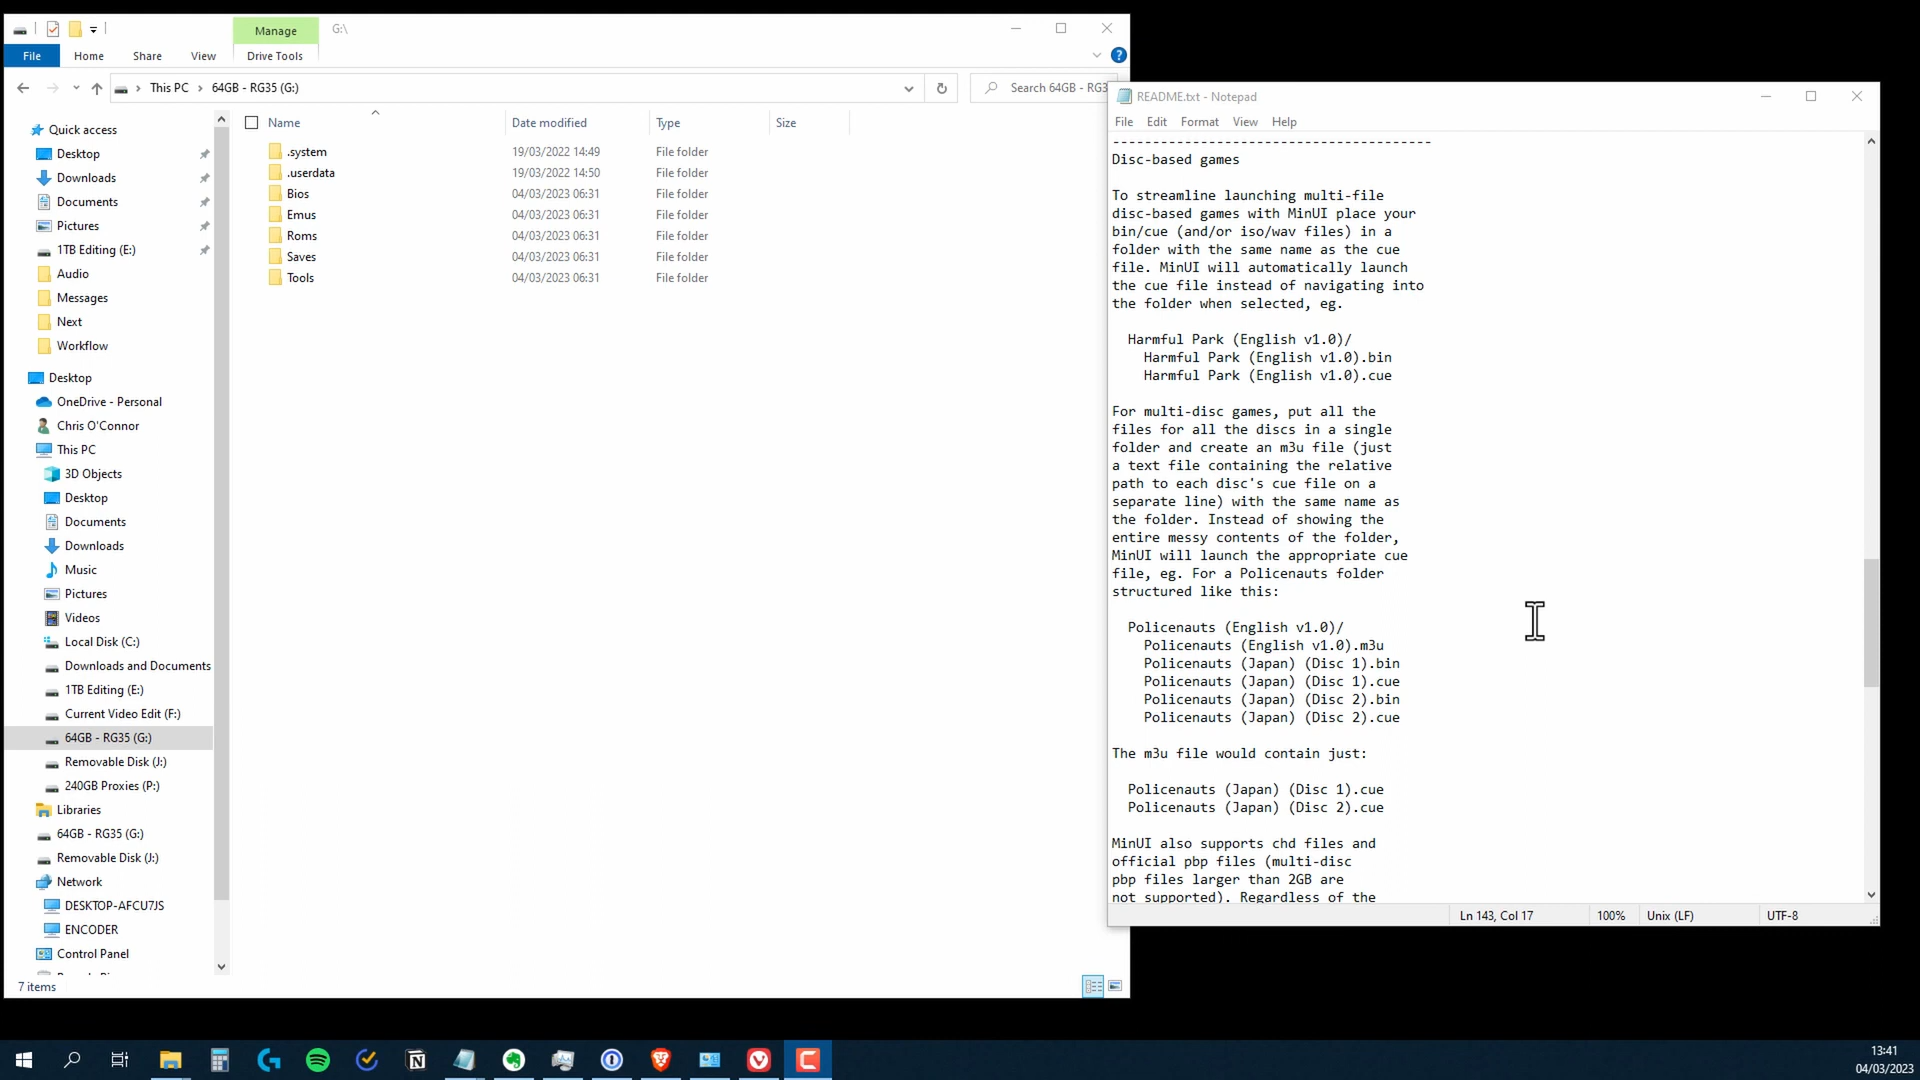 Manage
G:\
File
Home
Share
View
Drive Tools
This PC
64GB - RG35 (G:)
Search 64GB - RG3
Name
Date modified
Type
Size
.system
19/03/2022 14:49
File folder
.userdata
19/03/2022 14:50
File folder
Bios
04/03/2023 06:31
File folder
Emus
04/03/2023 06:31
File folder
Roms
04/03/2023 06:31
File folder
Saves
04/03/2023 06:31
File folder
Tools
04/03/2023 06:31
File folder
Quick access
Desktop
Downloads
Documents
Pictures
1TB Editing (E:)
Audio
Messages
Next
Workflow
Desktop
OneDrive - Personal
Chris O'Connor
This PC
3D Objects
Desktop
Documents
Downloads
Music
Pictures
Videos
Local Disk (C:)
Downloads and Documents
1TB Editing (E:)
Current Video Edit (F:)
64GB - RG35 (G:)
Removable Disk (J:)
240GB Proxies (P:)
Libraries
64GB - RG35 (G:)
Removable Disk (J:)
Network
DESKTOP-AFCU7JS
ENCODER
Control Panel
7 items
README.txt - Notepad
File Edit Format View Help
----------------------------------------
Disc-based games
To streamline launching multi-file
disc-based games with MinUI place your
bin/cue (and/or iso/wav files) in a
folder with the same name as the cue
file. MinUI will automatically launch
the cue file instead of navigating into
the folder when selected, eg.
Harmful Park (English v1.0)/
Harmful Park (English v1.0).bin
Harmful Park (English v1.0).cue
For multi-disc games, put all the
files for all the discs in a single
folder and create an m3u file (just
a text file containing the relative
path to each disc's cue file on a
separate line) with the same name as
the folder. Instead of showing the
entire messy contents of the folder,
MinUI will launch the appropriate cue
file, eg. For a Policenauts folder
structured like this:
Policenauts (English v1.0)/
Policenauts (English v1.0).m3u
Policenauts (Japan) (Disc 1).bin
Policenauts (Japan) (Disc 1).cue
Policenauts (Japan) (Disc 2).bin
Policenauts (Japan) (Disc 2).cue
The m3u file would contain just:
Policenauts (Japan) (Disc 1).cue
Policenauts (Japan) (Disc 2).cue
MinUI also supports chd files and
official pbp files (multi-disc
pbp files larger than 2GB are
not supported). Regardless of the
Ln 143, Col 17
100%
Unix (LF)
UTF-8
13:41
04/03/2023